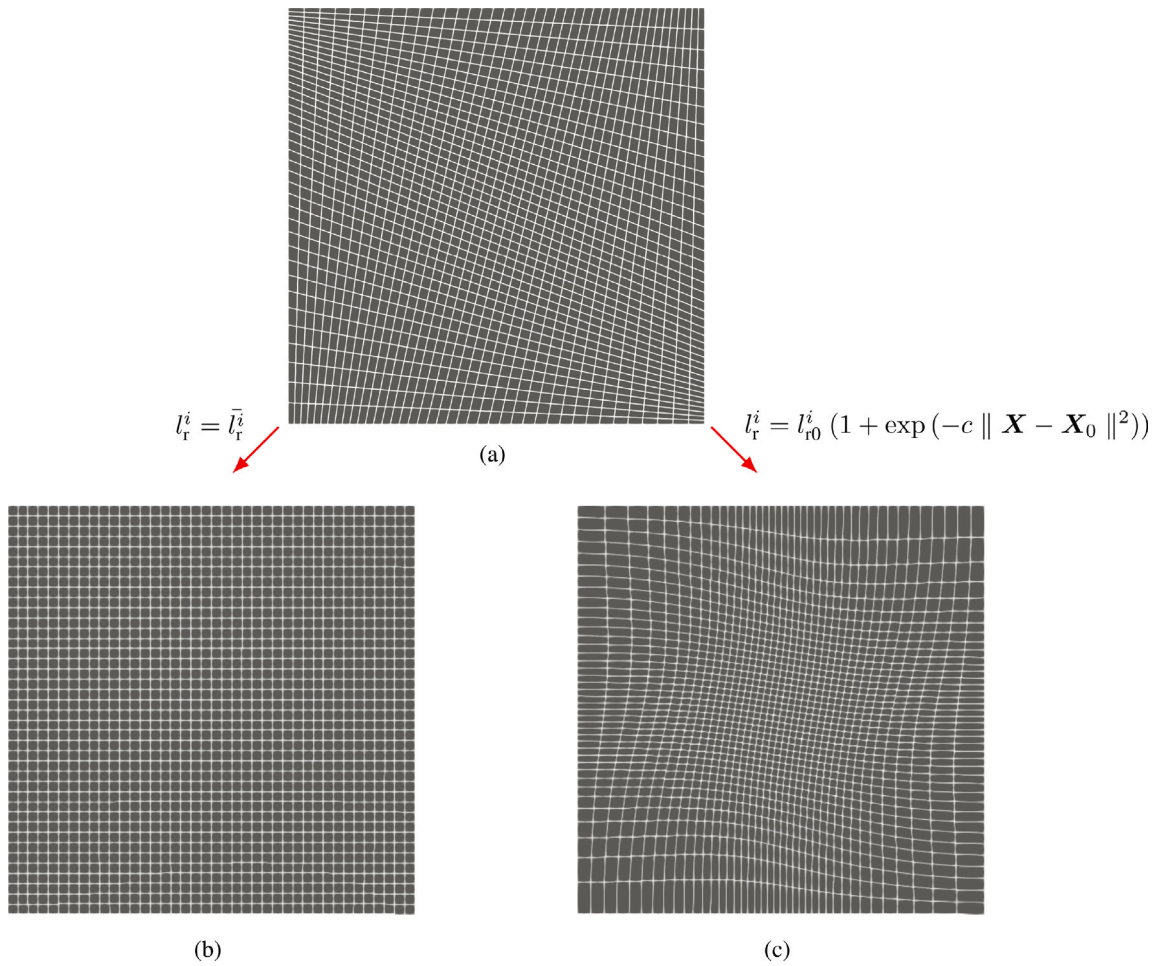 (a)
l_r^i = \bar{l}_r^i
l_r^i = l_{r0}^i (1 + exp (−c ∥ X − X_0 ∥^2))
(b)
(c)